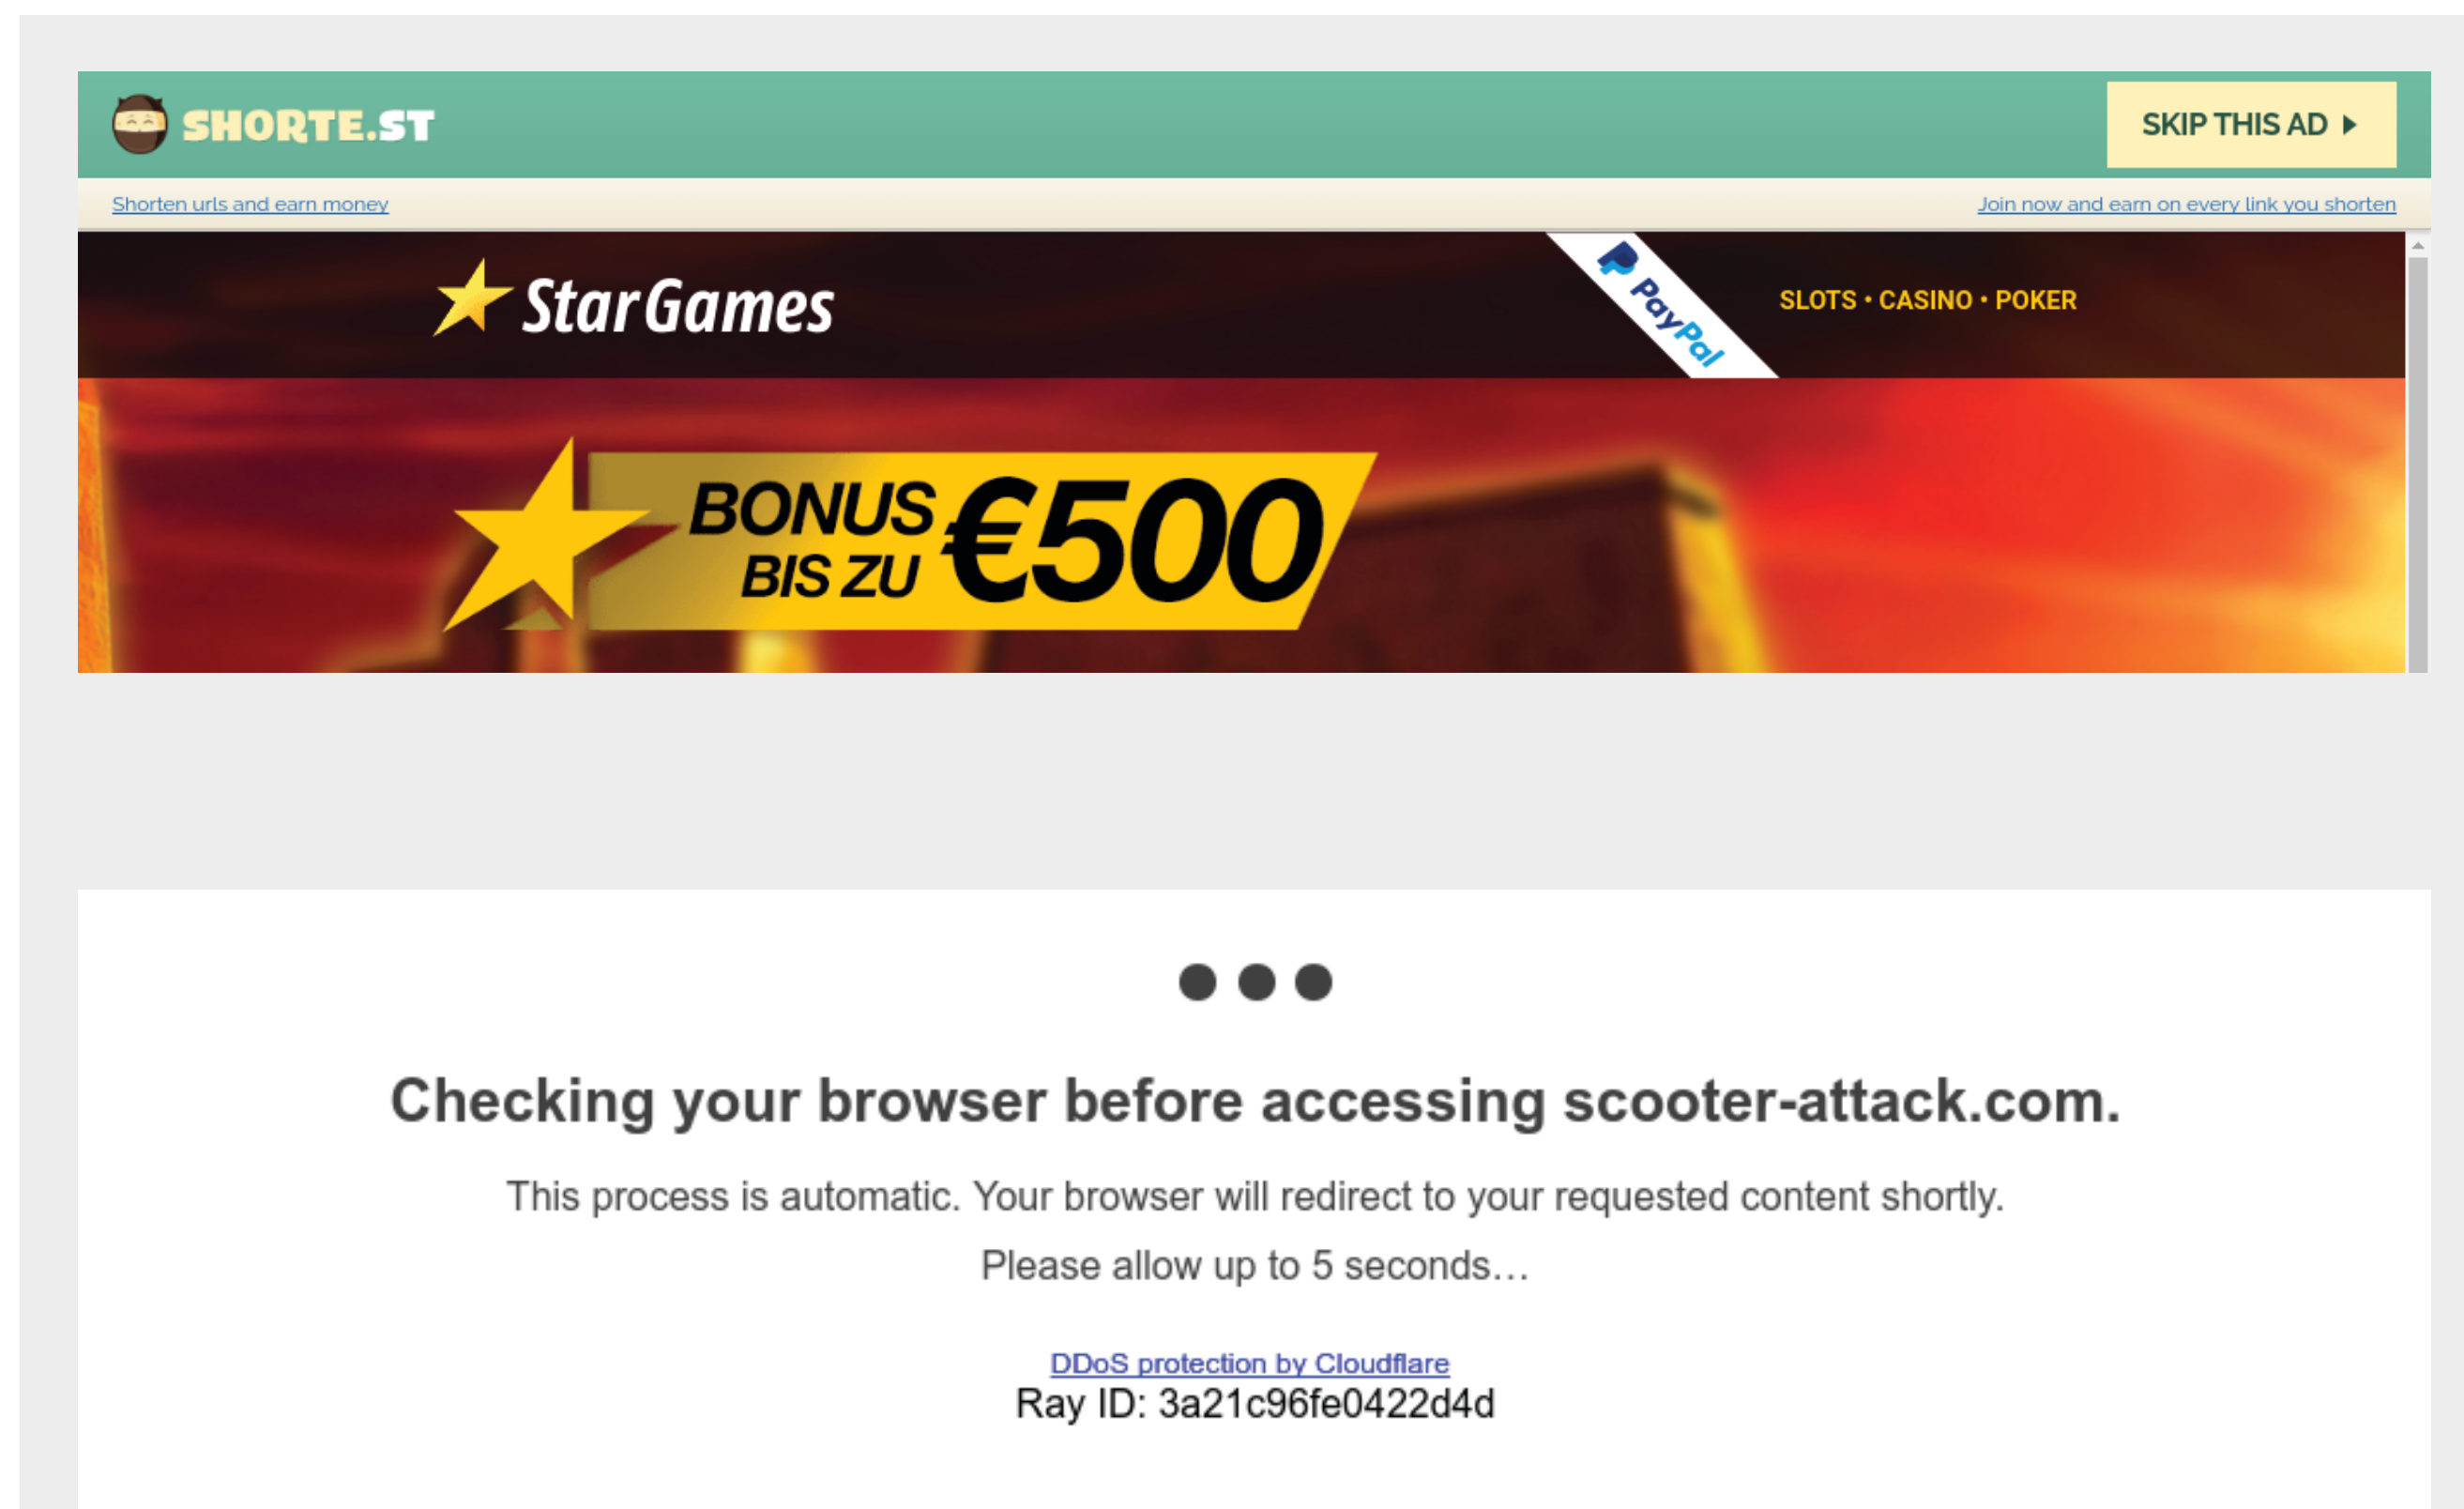 SHORTE.ST
SKIP THIS AD
Shorten urls and earn money
Join now and earn on every link you shorten
StarGames
PayPal
SLOTS • CASINO • POKER
BONUS
BIS ZU
€500
Checking your browser before accessing scooter-attack.com.
This process is automatic. Your browser will redirect to your requested content shortly.
Please allow up to 5 seconds...
DDoS protection by Cloudflare
Ray ID: 3a21c96fe0422d4d